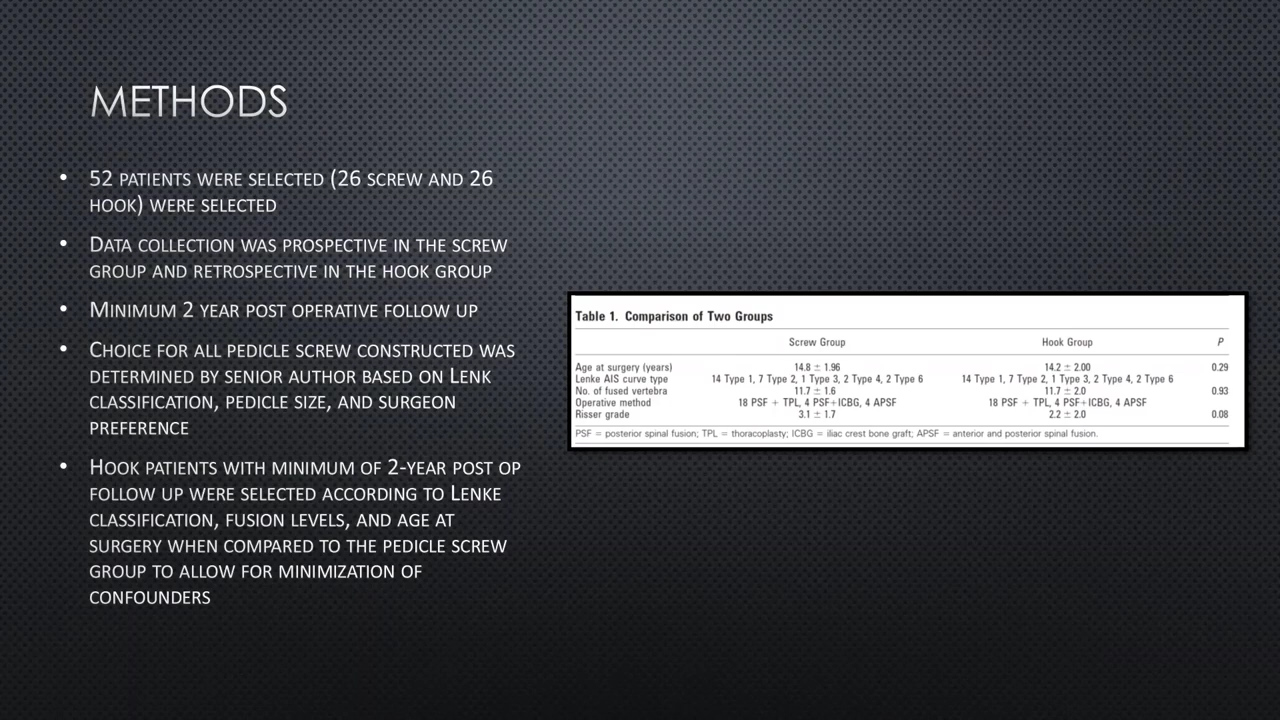 METHODS
• 52 PATIENTS WERE SELECTED (26 SCREW AND 26
HOOK) WERE SELECTED
• DATA COLLECTION WAS PROSPECTIVE IN THE SCREW
GROUP AND RETROSPECTIVE IN THE HOOK GROUP
• MINIMUM 2 YEAR POST OPERATIVE FOLLOW UP
• CHOICE FOR ALL PEDICLE SCREW CONSTRUCTED WAS
DETERMINED BY SENIOR AUTHOR BASED ON LENK
CLASSIFICATION, PEDICLE SIZE, AND SURGEON
PREFERENCE
• HOOK PATIENTS WITH MINIMUM OF 2-YEAR POST OP
FOLLOW UP WERE SELECTED ACCORDING TO LENKE
CLASSIFICATION, FUSION LEVELS, AND AGE AT
SURGERY WHEN COMPARED TO THE PEDICLE SCREW
GROUP TO ALLOW FOR MINIMIZATION OF
CONFOUNDERS
Table 1. Comparison of Two Groups
Screw Group Hook Group P
Age at surgery (years) 14.8 ± 1.96 14.2 ± 2.00 0.29
Lenke AIS curve type 14 Type 1, 7 Type 2, 1 Type 3, 2 Type 4, 2 Type 6 14 Type 1, 7 Type 2, 1 Type 3, 2 Type 4, 2 Type 6
No. of fused vertebra 11.7 ± 1.6 11.7 ± 2.0 0.93
Operative method 18 PSF + TPL, 4 PSF+ICBG, 4 APSF 18 PSF + TPL, 4 PSF+ICBG, 4 APSF
Risser grade 3.1 ± 1.7 2.2 ± 2.0 0.08
PSF = posterior spinal fusion; TPL = thoracoplasty; ICBG = iliac crest bone graft; APSF = anterior and posterior spinal fusion.